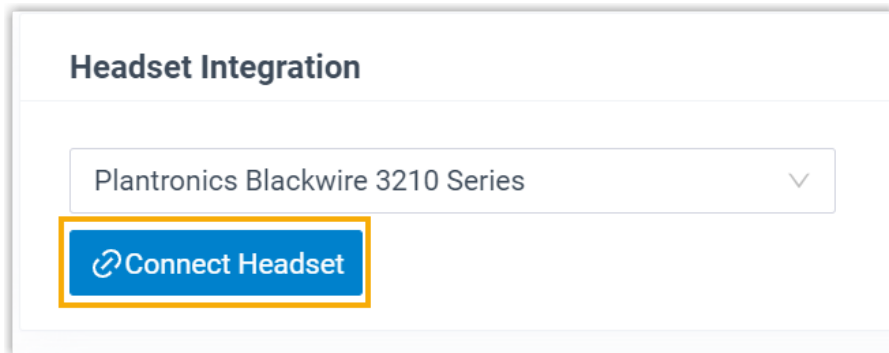 Headset Integration
Plantronics Blackwire 3210 Series
Connect Headset